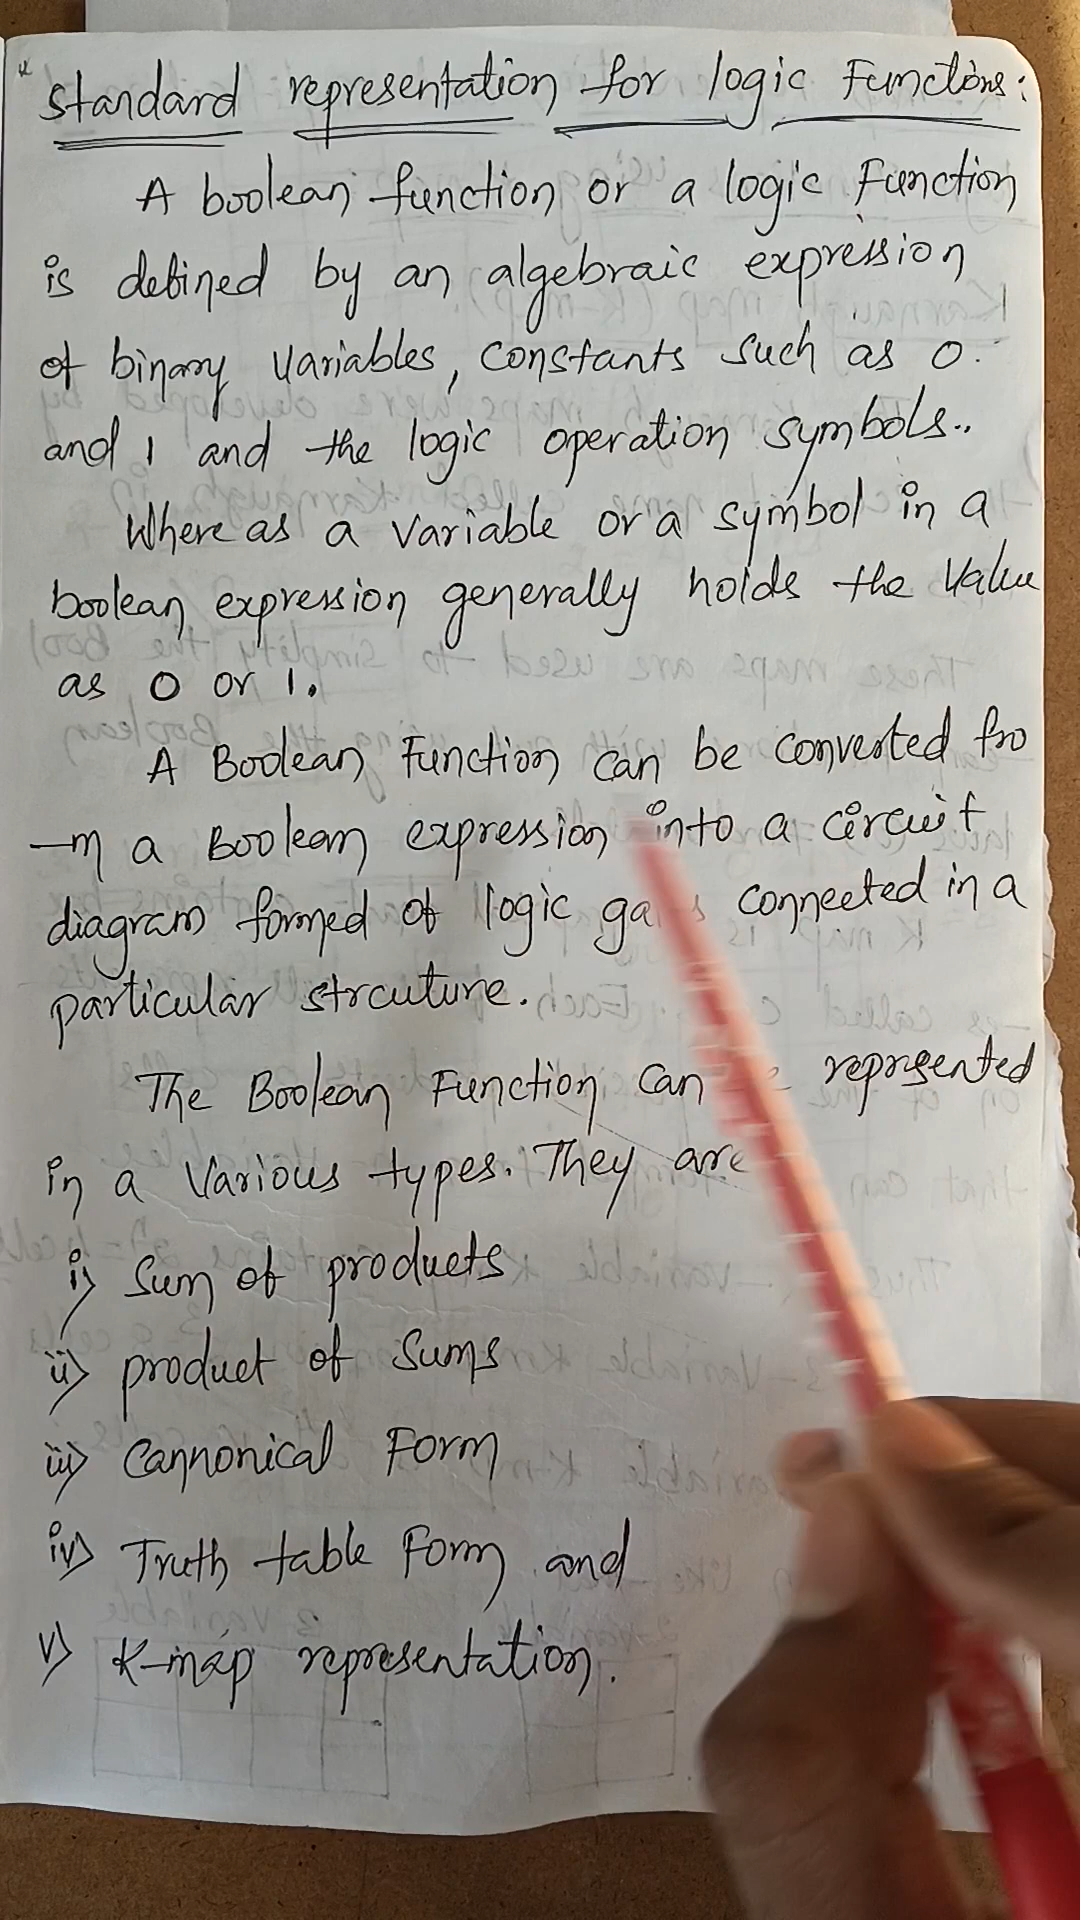 Standard representation for logic Functions:
A boolean function or a logic Function
is defined by an algebraic expression
of binary variables, constants such as 0
and 1 and the logic operation symbols..
Where as a variable or a symbol in a
boolean expression generally holds the value
as 0 or 1.
A Boolean Function can be converted fro
-m a Boolean expression into a circuit
diagram formed of logic ga s connected in a
particular strcuture.
The Boolean Function can represented
in a Various types. They are
i) Sum of products
ii) product of sums
iii) Cannonical Form
iv) Truth table Form and
v) K-map representation.